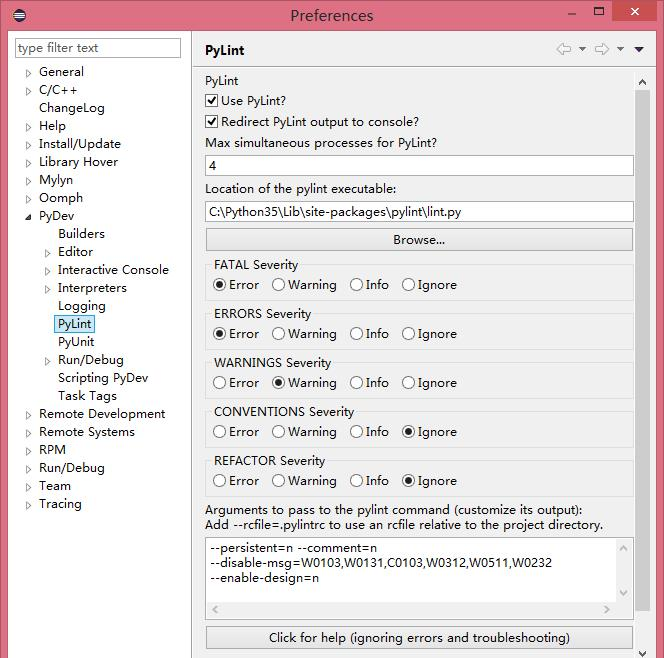 Preferences
type filter text
General
C/C++
ChangeLog
Help
Install/Update
Library Hover
Mylyn
Oomph
PyDev
Builders
Editor
Interactive Console
Interpreters
Logging
PyLint
PyUnit
Run/Debug
Scripting PyDev
Task Tags
Remote Development
Remote Systems
RPM
Run/Debug
Team
Tracing
PyLint
PyLint
Use PyLint?
Redirect PyLint output to console?
Max simultaneous processes for PyLint?
4
Location of the pylint executable:
C:\Python35\Lib\site-packages\pylint\lint.py
Browse...
FATAL Severity
Error Warning Info Ignore
ERRORS Severity
Error Warning Info Ignore
WARNINGS Severity
Error Warning Info Ignore
CONVENTIONS Severity
Error Warning Info Ignore
REFACTOR Severity
Error Warning Info Ignore
Arguments to pass to the pylint command (customize its output):
Add --rcfile=.pylintrc to use an rcfile relative to the project directory.
--persistent=n --comment=n
--disable-msg=W0103,W0131,C0103,W0312,W0511,W0232
--enable-design=n
Click for help (ignoring errors and troubleshooting)